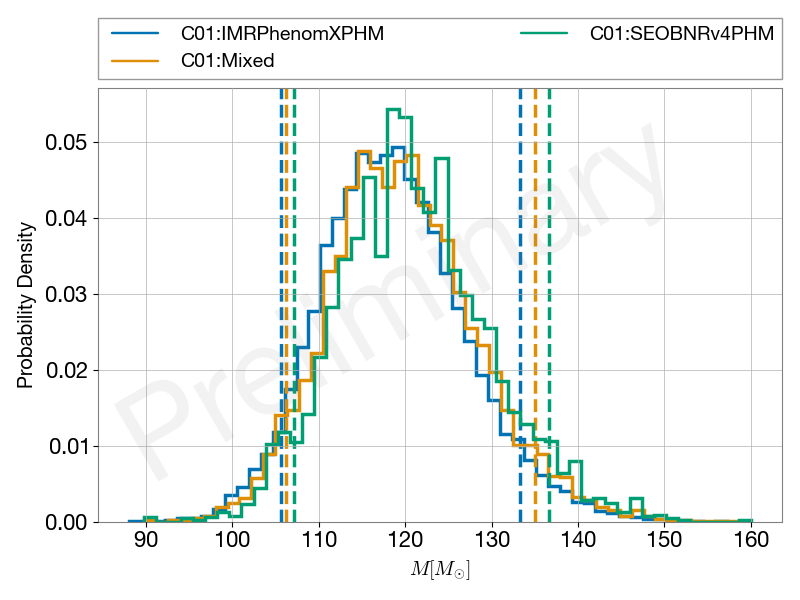 C01:IMRPhenomXPHM
C01:Mixed
C01:SEOBNRv4PHM
Preliminary
Probability Density
0.05
0.04
0.03
0.02
0.01
0.00
90 100 110 120 130 140 150 160
M[M⊙]